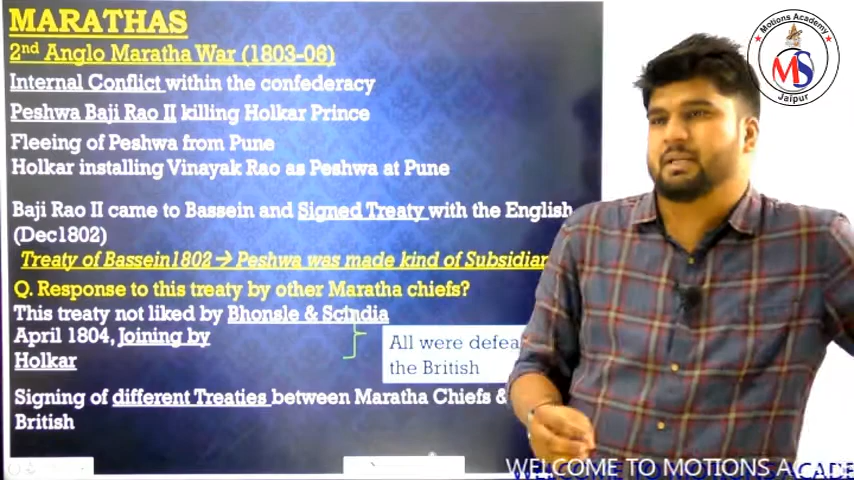 MARATHAS
2nd Anglo Maratha War (1803-06)
Internal Conflict within the confederacy
Peshwa Baji Rao II killing Holkar Prince
Fleeing of Peshwa from Pune
Holkar installing Vinayak Rao as Peshwa at Pune
Baji Rao II came to Bassein and Signed Treaty with the English
(Dec1802)
Treaty of Bassein1802 → Peshwa was made kind of
Q. Response to this treaty by other Maratha chiefs?
This treaty not liked by Bhonsle & Scindia
April 1804, Joining by
Holkar
All were
the British
Signing of different Treaties between Maratha Chiefs &
British
Motions Academy
MS
Jaipur
WELCOME TO MOTIONS